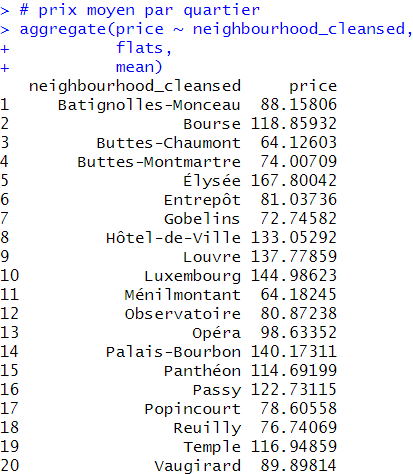 > # prix moyen par quartier
> aggregate(price ~ neighbourhood_cleansed,
+ flats,
+ mean)
neighbourhood_cleansed price
1 Batignolles-Monceau 88.15806
2 Bourse 118.85932
3 Buttes-Chaumont 64.12603
4 Buttes-Montmartre 74.00709
5 Élysée 167.80042
6 Entrepôt 81.03736
7 Gobelins 72.74582
8 Hôtel-de-Ville 133.05292
9 Louvre 137.77859
10 Luxembourg 144.98623
11 Ménilmontant 64.18245
12 Observatoire 80.87238
13 Opéra 98.63352
14 Palais-Bourbon 140.17311
15 Panthéon 114.69199
16 Passy 122.73115
17 Popincourt 78.60558
18 Reuilly 76.74069
19 Temple 116.94859
20 Vaugirard 89.89814